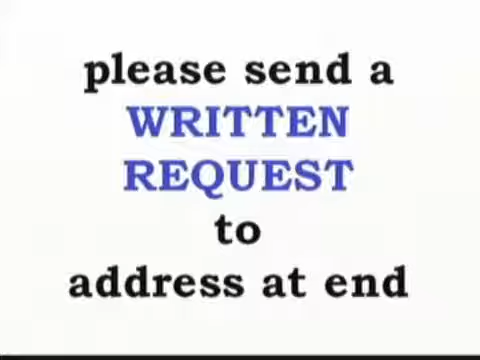 please send a
WRITTEN
REQUEST
to
address at end